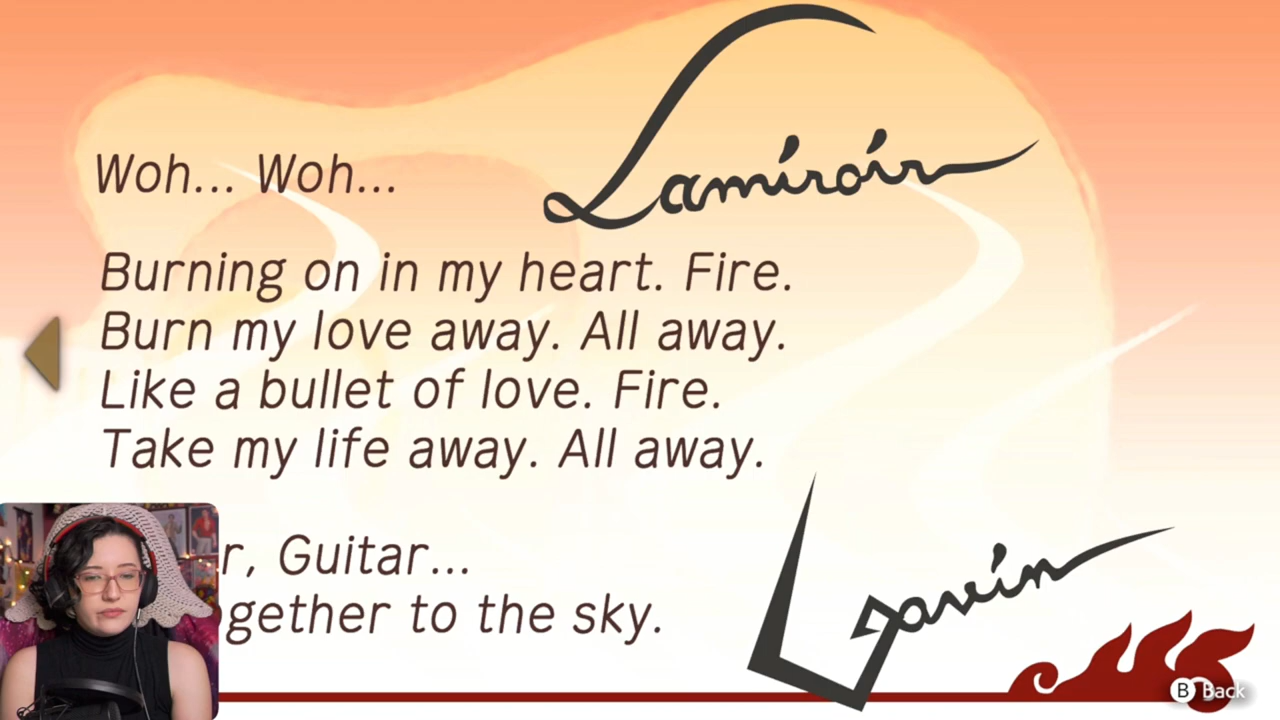 Lamiroir
Woh... Woh...
Burning on in my heart. Fire.
Burn my love away. All away.
Like a bullet of love. Fire.
Take my life away. All away.
r, Guitar...
gether to the sky.
Gavin
B Back